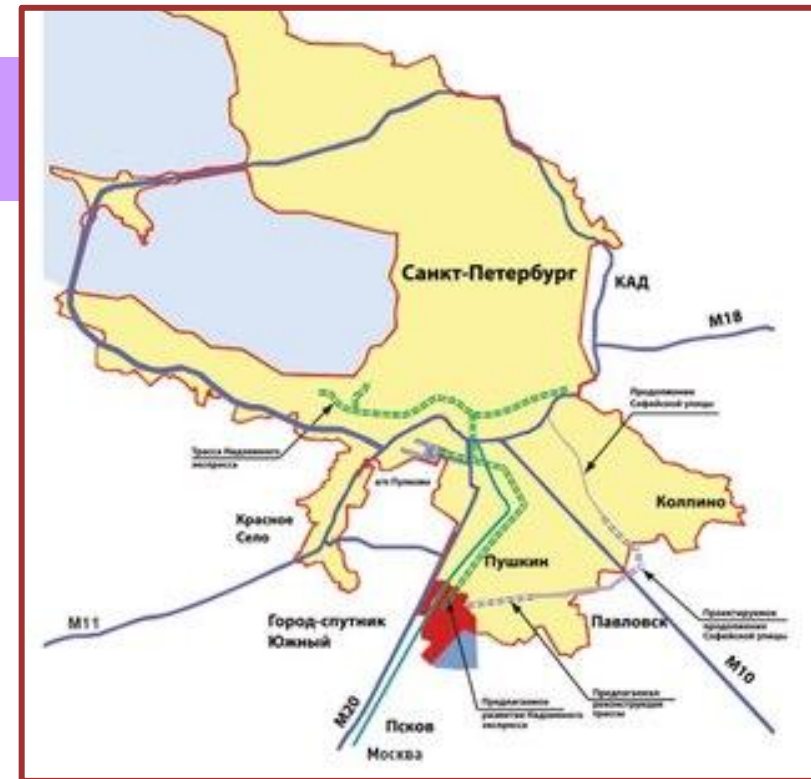 Санкт-Петербург
КАД
М18
Продолжение
Софийской улицы
Трасса Надземного
экспресса
а/п Пулково
Колпино
Красное
Село
Пушкин
М11
Город-спутник
Южный
Павловск
Проектируемое
продолжение
Софийской улицы
М10
М20
Предлагаемое
развитие Надземного
экспресса
Предлагаемая
реконструкция
трассы
Псков
Москва